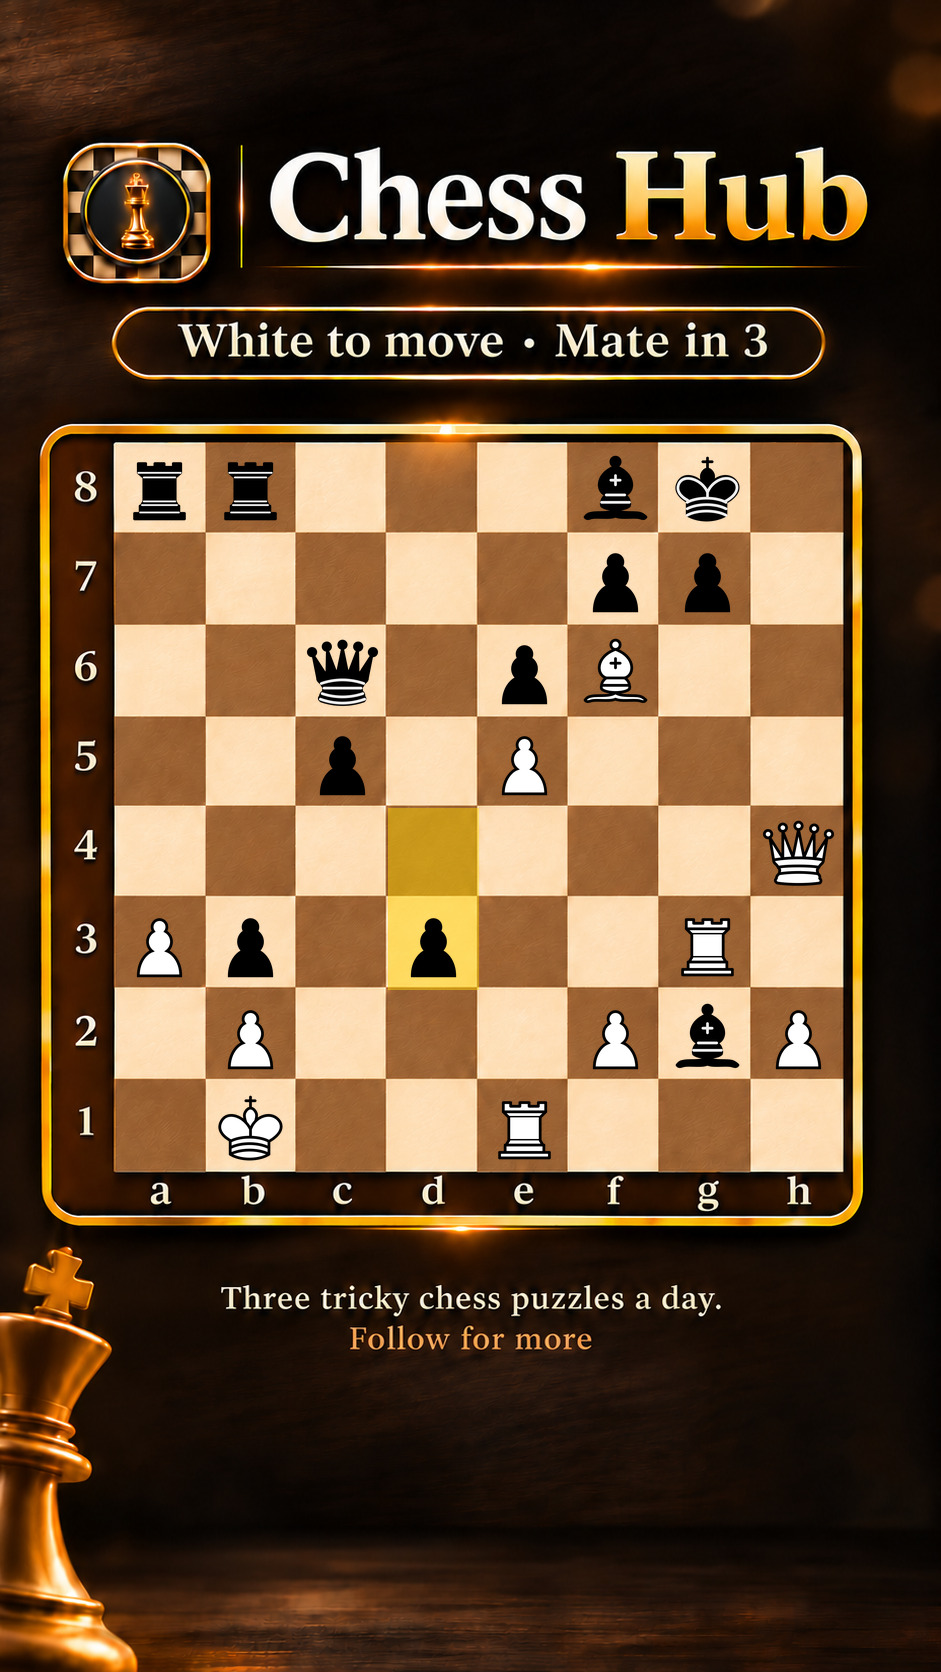 Chess Hub
White to move • Mate in 3
8
7
6
5
4
3
2
1
a b c d e f g h
Three tricky chess puzzles a day.
Follow for more